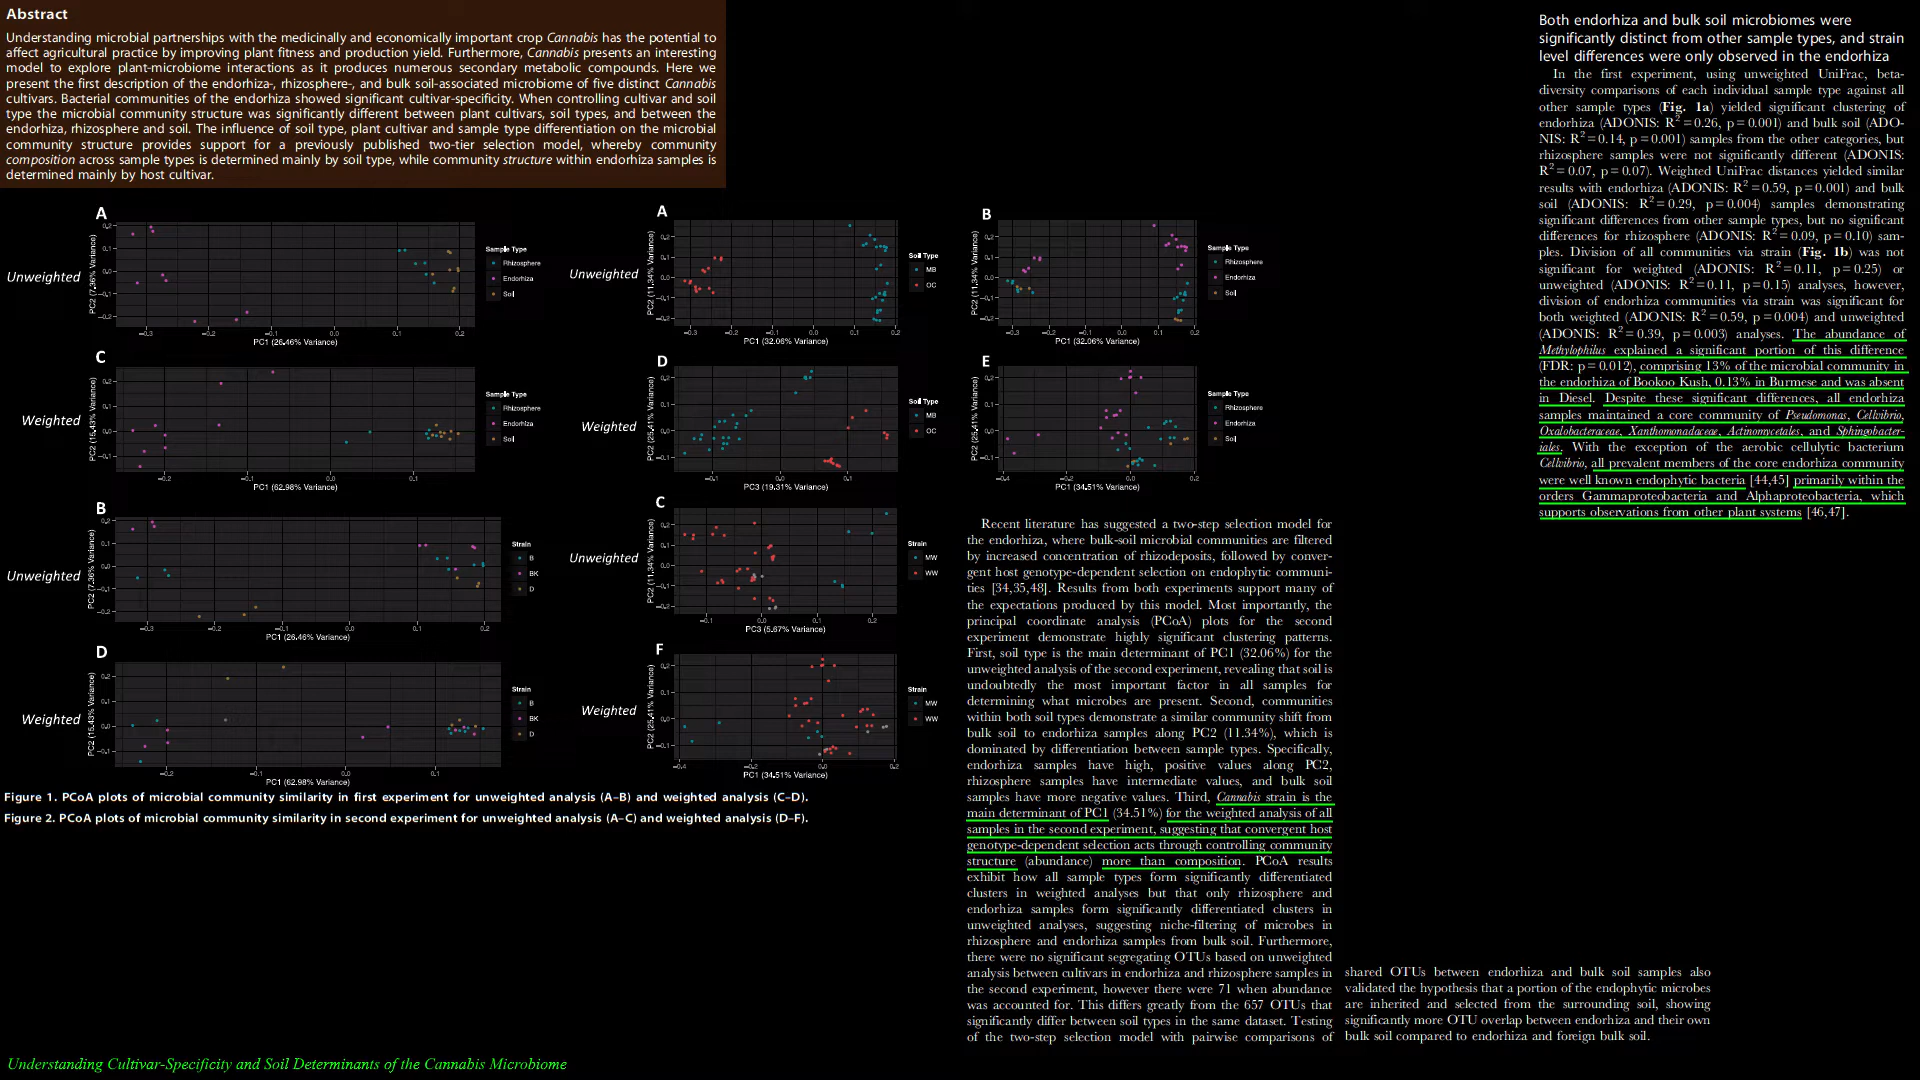 Abstract
Understanding microbial partnerships with the medicinally and economically important crop Cannabis has the potential to
affect agricultural practice by improving plant fitness and production yield. Furthermore, Cannabis presents an interesting
model to explore plant-microbiome interactions as it produces numerous secondary metabolic compounds. Here we
present the first description of the endorhiza-, rhizosphere-, and bulk soil-associated microbiome of five distinct Cannabis
cultivars. Bacterial communities of the endorhiza showed significant cultivar-specificity. When controlling cultivar and soil
type the microbial community structure was significantly different between plant cultivars, soil types, and between the
endorhiza, rhizosphere and soil. The influence of soil type, plant cultivar and sample type differentiation on the microbial
community structure provides support for a previously published two-tier selection model, whereby community
composition across sample types is determined mainly by soil type, while community structure within endorhiza samples is
determined mainly by host cultivar.
A
Unweighted
PC2 (7.36% Variance)
PC1 (26.46% Variance)
Sample Type
Rhizosphere
Endorhiza
Soil
C
Weighted
PC2 (15.43% Variance)
PC1 (62.98% Variance)
Sample Type
Rhizosphere
Endorhiza
Soil
B
Unweighted
PC2 (7.36% Variance)
PC1 (26.46% Variance)
Strain
B
BK
D
D
Weighted
PC2 (15.43% Variance)
PC1 (62.98% Variance)
Strain
B
BK
D
A
Unweighted
PC2 (11.34% Variance)
PC1 (32.06% Variance)
Soil Type
MB
OC
B
PC2 (11.34% Variance)
PC1 (32.06% Variance)
Sample Type
Rhizosphere
Endorhiza
Soil
D
Weighted
PC2 (25.41% Variance)
PC3 (19.31% Variance)
Soil Type
MB
OC
E
PC2 (25.41% Variance)
PC1 (34.51% Variance)
Sample Type
Rhizosphere
Endorhiza
Soil
C
Unweighted
PC2 (11.34% Variance)
PC3 (5.67% Variance)
Strain
MW
WW
F
Weighted
PC2 (25.41% Variance)
PC1 (34.51% Variance)
Strain
MW
WW
Figure 1. PCoA plots of microbial community similarity in first experiment for unweighted analysis (A–B) and weighted analysis (C–D).
Figure 2. PCoA plots of microbial community similarity in second experiment for unweighted analysis (A–C) and weighted analysis (D–F).
Recent literature has suggested a two-step selection model for
the endorhiza, where bulk-soil microbial communities are filtered
by increased concentration of rhizodeposits, followed by conver-
gent host genotype-dependent selection on endophytic communi-
ties [34,35,48]. Results from both experiments support many of
the expectations produced by this model. Most importantly, the
principal coordinate analysis (PCoA) plots for the second
experiment demonstrate highly significant clustering patterns.
First, soil type is the main determinant of PC1 (32.06%) for the
unweighted analysis of the second experiment, revealing that soil is
undoubtedly the most important factor in all samples for
determining what microbes are present. Second, communities
within both soil types demonstrate a similar community shift from
bulk soil to endorhiza samples along PC2 (11.34%), which is
dominated by differentiation between sample types. Specifically,
endorhiza samples have high, positive values along PC2,
rhizosphere samples have intermediate values, and bulk soil
samples have more negative values. Third, Cannabis strain is the
main determinant of PC1 (34.51%) for the weighted analysis of all
samples in the second experiment, suggesting that convergent host
genotype-dependent selection acts through controlling community
structure (abundance) more than composition. PCoA results
exhibit how all sample types form significantly differentiated
clusters in weighted analyses but that only rhizosphere and
endorhiza samples form significantly differentiated clusters in
unweighted analyses, suggesting niche-filtering of microbes in
rhizosphere and endorhiza samples from bulk soil. Furthermore,
there were no significant segregating OTUs based on unweighted
analysis between cultivars in endorhiza and rhizosphere samples in
the second experiment, however there were 71 when abundance
was accounted for. This differs greatly from the 657 OTUs that
significantly differ between soil types in the same dataset. Testing
of the two-step selection model with pairwise comparisons of
shared OTUs between endorhiza and bulk soil samples also
validated the hypothesis that a portion of the endophytic microbes
are inherited and selected from the surrounding soil, showing
significantly more OTU overlap between endorhiza and their own
bulk soil compared to endorhiza and foreign bulk soil.
Both endorhiza and bulk soil microbiomes were
significantly distinct from other sample types, and strain
level differences were only observed in the endorhiza
In the first experiment, using unweighted UniFrac, beta-
diversity comparisons of each individual sample type against all
other sample types (Fig. 1a) yielded significant clustering of
endorhiza (ADONIS: R²=0.26, p=0.001) and bulk soil (ADO-
NIS: R²=0.14, p=0.001) samples from the other categories, but
rhizosphere samples were not significantly different (ADONIS:
R²=0.07, p=0.07). Weighted UniFrac distances yielded similar
results with endorhiza (ADONIS: R²=0.59, p=0.001) and bulk
soil (ADONIS: R²=0.29, p=0.004) samples demonstrating
significant differences from other sample types, but no significant
differences for rhizosphere (ADONIS: R²=0.09, p=0.10) sam-
ples. Division of all communities via strain (Fig. 1b) was not
significant for weighted (ADONIS: R²=0.11, p=0.25) or
unweighted (ADONIS: R²=0.11, p=0.15) analyses, however,
division of endorhiza communities via strain was significant for
both weighted (ADONIS: R²=0.59, p=0.004) and unweighted
(ADONIS: R²=0.39, p=0.003) analyses. The abundance of
Methylophilus explained a significant portion of this difference
(FDR: p=0.012), comprising 13% of the microbial community in
the endorhiza of Bookoo Kush, 0.13% in Burmese and was absent
in Diesel. Despite these significant differences, all endorhiza
samples maintained a core community of Pseudomonas, Cellvibrio,
Oxalobacteraceae, Xanthomonadaceae, Actinomycetales, and Sphingobacter-
iales. With the exception of the aerobic cellulytic bacterium
Cellvibrio, all prevalent members of the core endorhiza community
were well known endophytic bacteria [44,45] primarily within the
orders Gammaproteobacteria and Alphaproteobacteria, which
supports observations from other plant systems [46,47].
Understanding Cultivar-Specificity and Soil Determinants of the Cannabis Microbiome